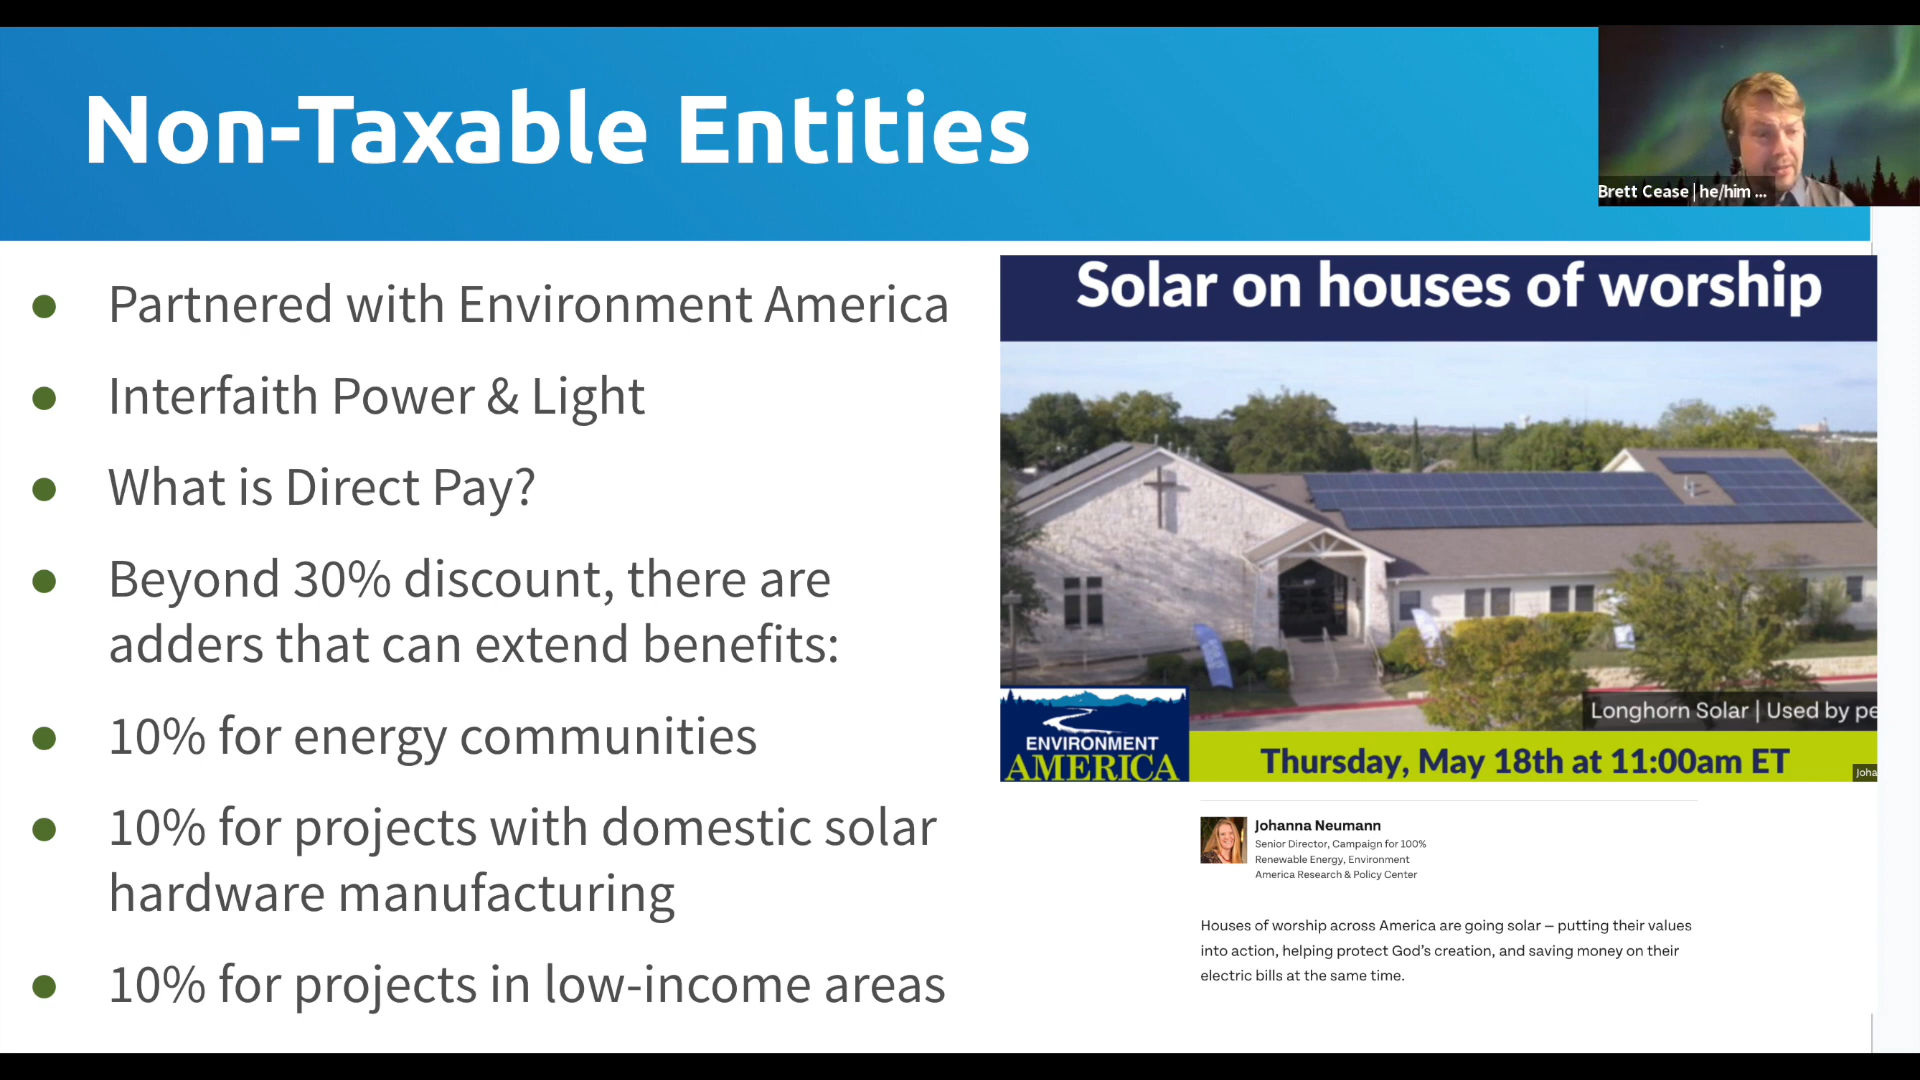 Non-Taxable Entities
Brett Cease | he/him ...
Partnered with Environment America
Interfaith Power & Light
What is Direct Pay?
Beyond 30% discount, there are
adders that can extend benefits:
10% for energy communities
10% for projects with domestic solar
hardware manufacturing
10% for projects in low-income areas
Solar on houses of worship
Longhorn Solar | Used by pe
ENVIRONMENT
AMERICA
Thursday, May 18th at 11:00am ET
Joha
Johanna Neumann
Senior Director, Campaign for 100%
Renewable Energy, Environment
America Research & Policy Center
Houses of worship across America are going solar – putting their values
into action, helping protect God's creation, and saving money on their
electric bills at the same time.